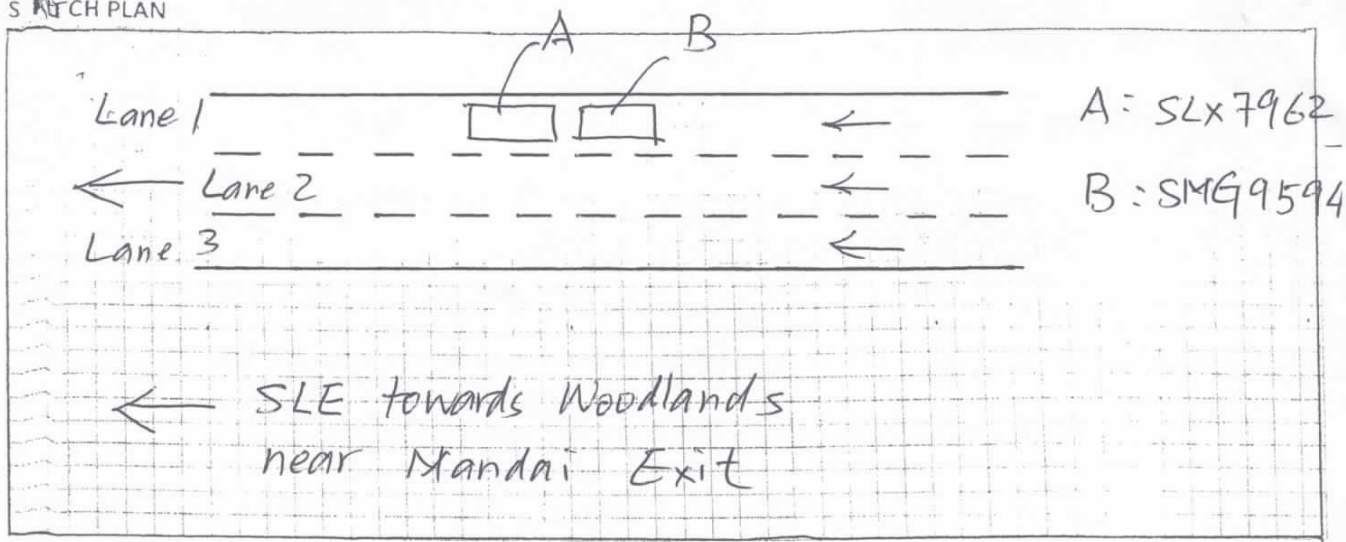 SKETCH PLAN
A B
Lane 1
A: SLX7962
Lane 2
B: SMG9594
Lane 3
SLE towards Woodlands
near Mandai Exit